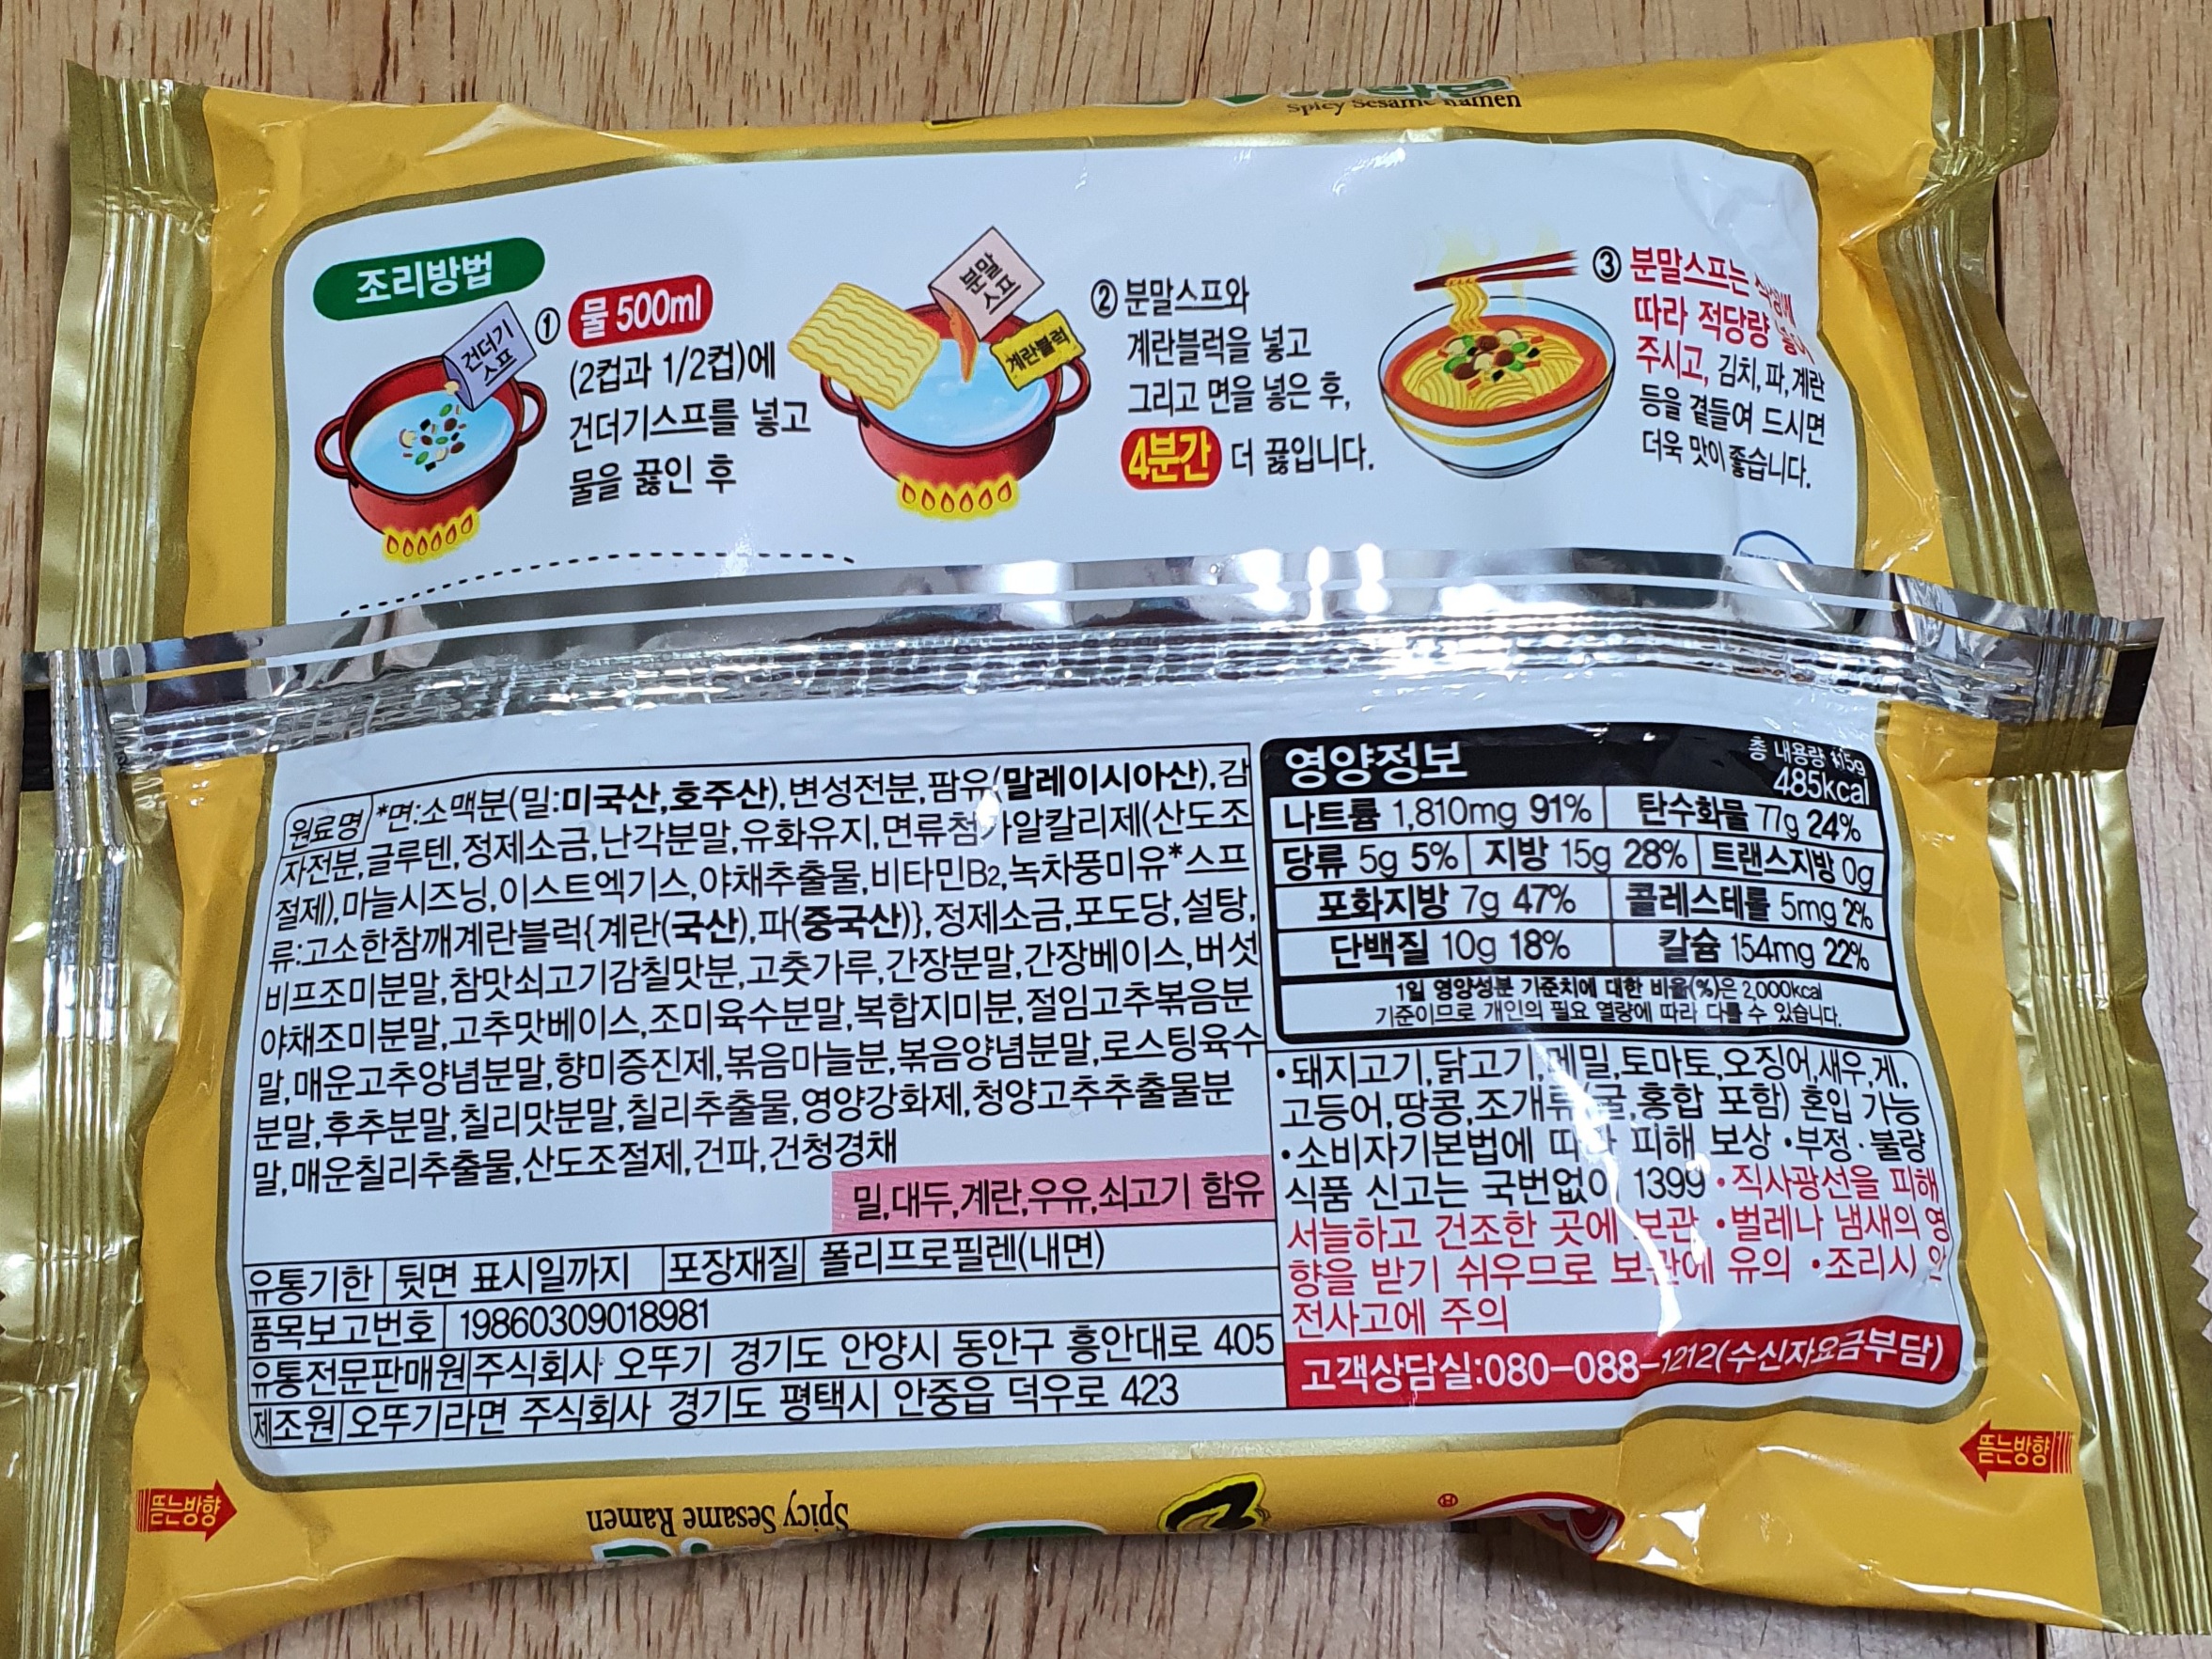 Spicy Sesame Ramen
조리방법
건더기
스프
① 물 500ml
(2컵과 1/2컵)에
건더기스프를 넣고
물을 끓인 후
분말
스프
계란블럭
② 분말스프와
계란블럭을 넣고
그리고 면을 넣은 후,
4분간 더 끓입니다.
③ 분말스프는
따라 적당량
주시고, 김치, 파, 계란
등을 곁들여 드시면
더욱 맛이 좋습니다.
원료명 *면:소맥분(밀:미국산,호주산),변성전분,팜유(말레이시아산),감
자전분,글루텐,정제소금,난각분말,유화유지,면류첨가알칼리제(산도조
절제),마늘시즈닝,이스트엑기스,야채추출물,비타민B2,녹차풍미유*스프
류:고소한참깨계란블럭{계란(국산),파(중국산)},정제소금,포도당,설탕,
비프조미분말,참맛쇠고기감칠맛분,고춧가루,간장분말,간장베이스,버섯
야채조미분말,고추맛베이스,조미육수분말,복합지미분,절임고추볶음분
말,매운고추양념분말,향미증진제,볶음마늘분,볶음양념분말,로스팅육수
분말,후추분말,칠리맛분말,칠리추출물,영양강화제,청양고추추출물분
말,매운칠리추출물,산도조절제,건파,건청경채
밀,대두,계란,우유,쇠고기 함유
유통기한 뒷면 표시일까지 포장재질 폴리프로필렌(내면)
품목보고번호 19860309018981
유통전문판매원 주식회사 오뚜기 경기도 안양시 동안구 흥안대로 405
제조원 오뚜기라면 주식회사 경기도 평택시 안중읍 덕우로 423
영양정보
총 내용량 115g
485kcal
나트륨 1,810mg 91% 탄수화물 77g 24%
당류 5g 5% 지방 15g 28% 트랜스지방 0g
포화지방 7g 47% 콜레스테롤 5mg 2%
단백질 10g 18% 칼슘 154mg 22%
1일 영양성분 기준치에 대한 비율(%)은 2,000kcal
기준이므로 개인의 필요 열량에 따라 다를 수 있습니다.
•돼지고기,닭고기,메밀,토마토,오징어,새우,게,
고등어,땅콩,조개류(굴,홍합 포함) 혼입 가능
•소비자기본법에 따라 피해 보상 •부정·불량
식품 신고는 국번없이 1399 •직사광선을 피해
서늘하고 건조한 곳에 보관 •벌레나 냄새의 영
향을 받기 쉬우므로 보관에 유의 •조리시 안
전사고에 주의
고객상담실:080-088-1212(수신자요금부담)
뜯는방향
뜯는방향
Spicy Sesame Ramen